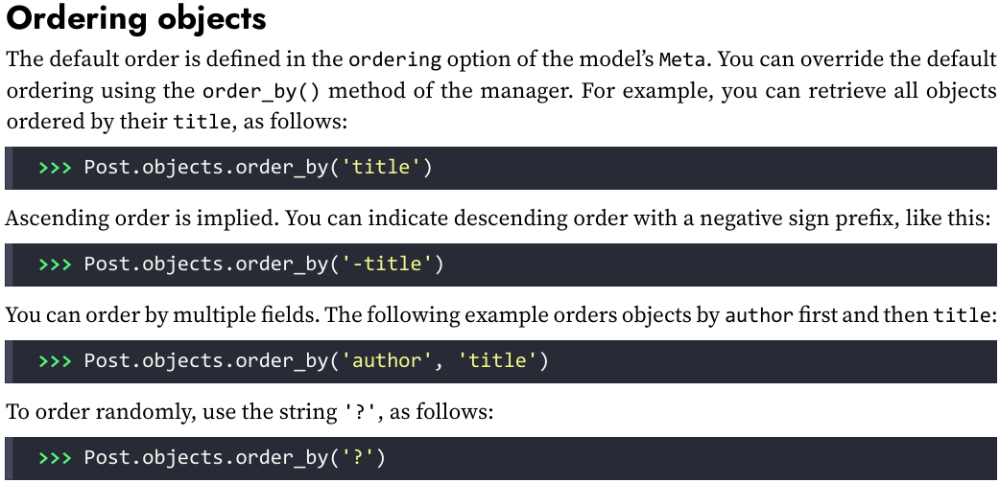 Ordering objects
The default order is defined in the ordering option of the model’s Meta. You can override the default
ordering using the order_by() method of the manager. For example, you can retrieve all objects
ordered by their title, as follows:
>>> Post.objects.order_by('title')
Ascending order is implied. You can indicate descending order with a negative sign prefix, like this:
>>> Post.objects.order_by('-title')
You can order by multiple fields. The following example orders objects by author first and then title:
>>> Post.objects.order_by('author', 'title')
To order randomly, use the string '?', as follows:
>>> Post.objects.order_by('?')